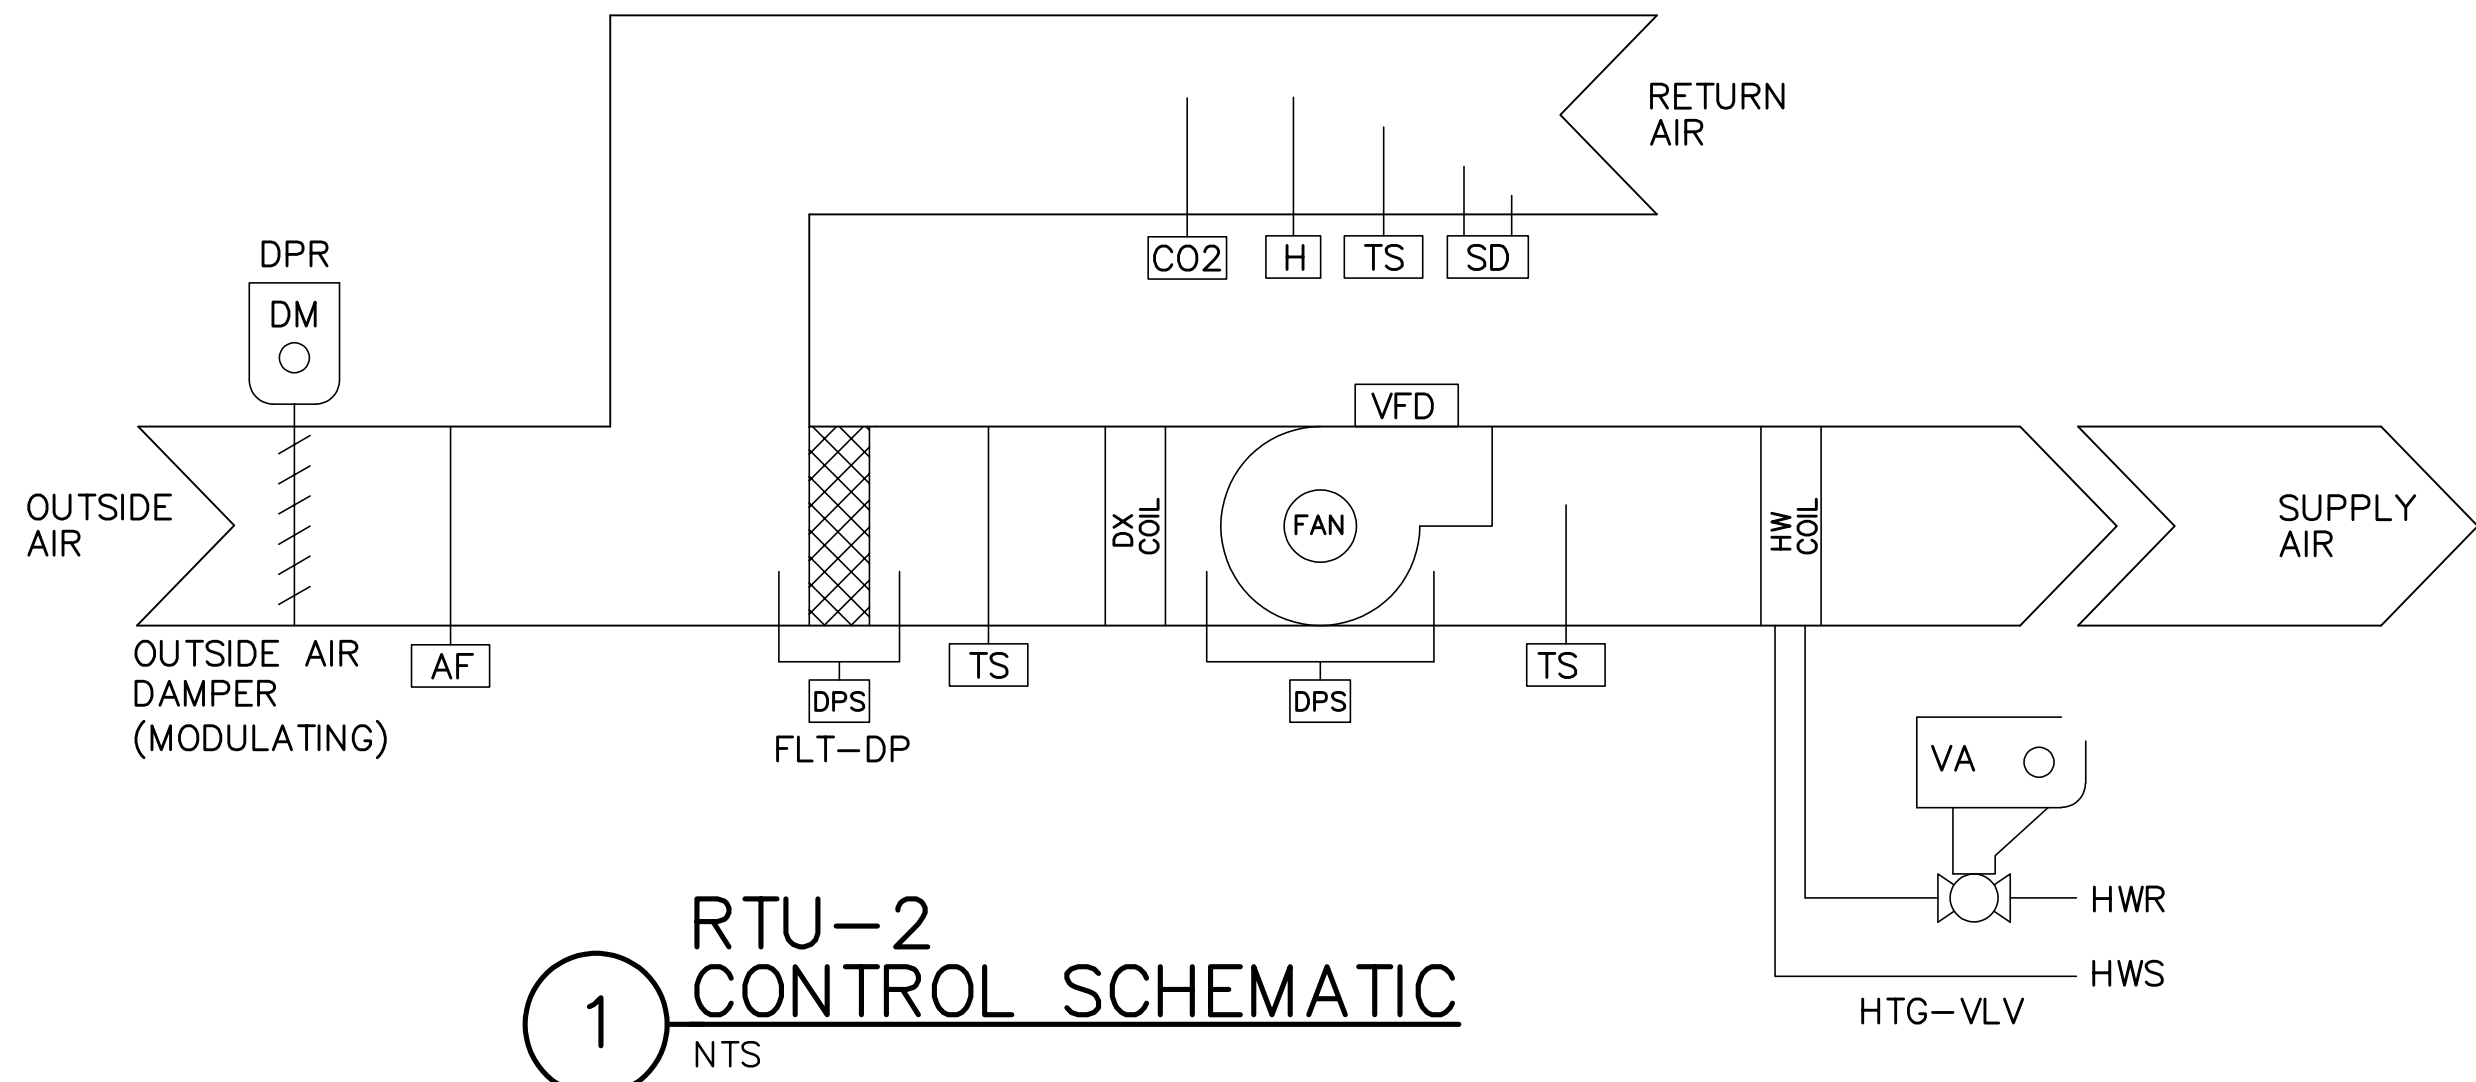 RETURN
AIR
CO2
H
TS
SD
DPR
DM
VFD
OUTSIDE
AIR
DX
COIL
FAN
HW
COIL
SUPPLY
AIR
OUTSIDE AIR
DAMPER
(MODULATING)
AF
DPS
FLT-DP
TS
DPS
TS
VA
HWR
HWS
HTG-VLV
1
RTU-2
CONTROL SCHEMATIC
NTS